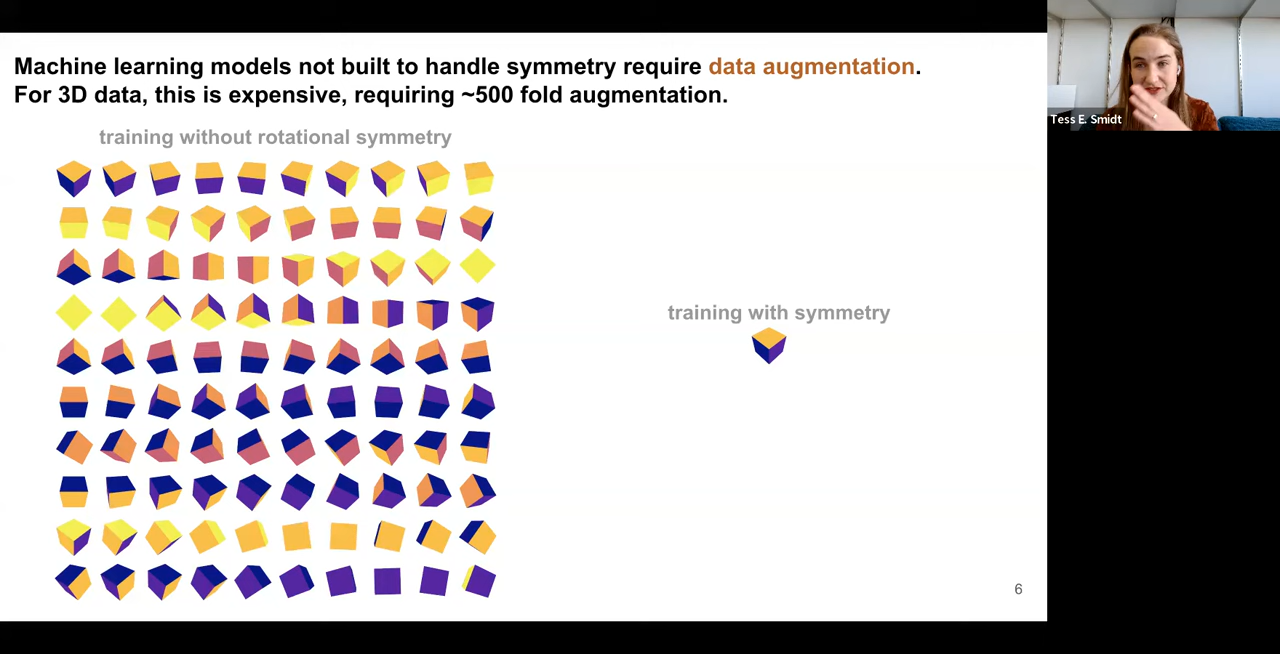 Machine learning models not built to handle symmetry require data augmentation.
For 3D data, this is expensive, requiring ~500 fold augmentation.
training without rotational symmetry
training with symmetry
6
Tess E. Smidt